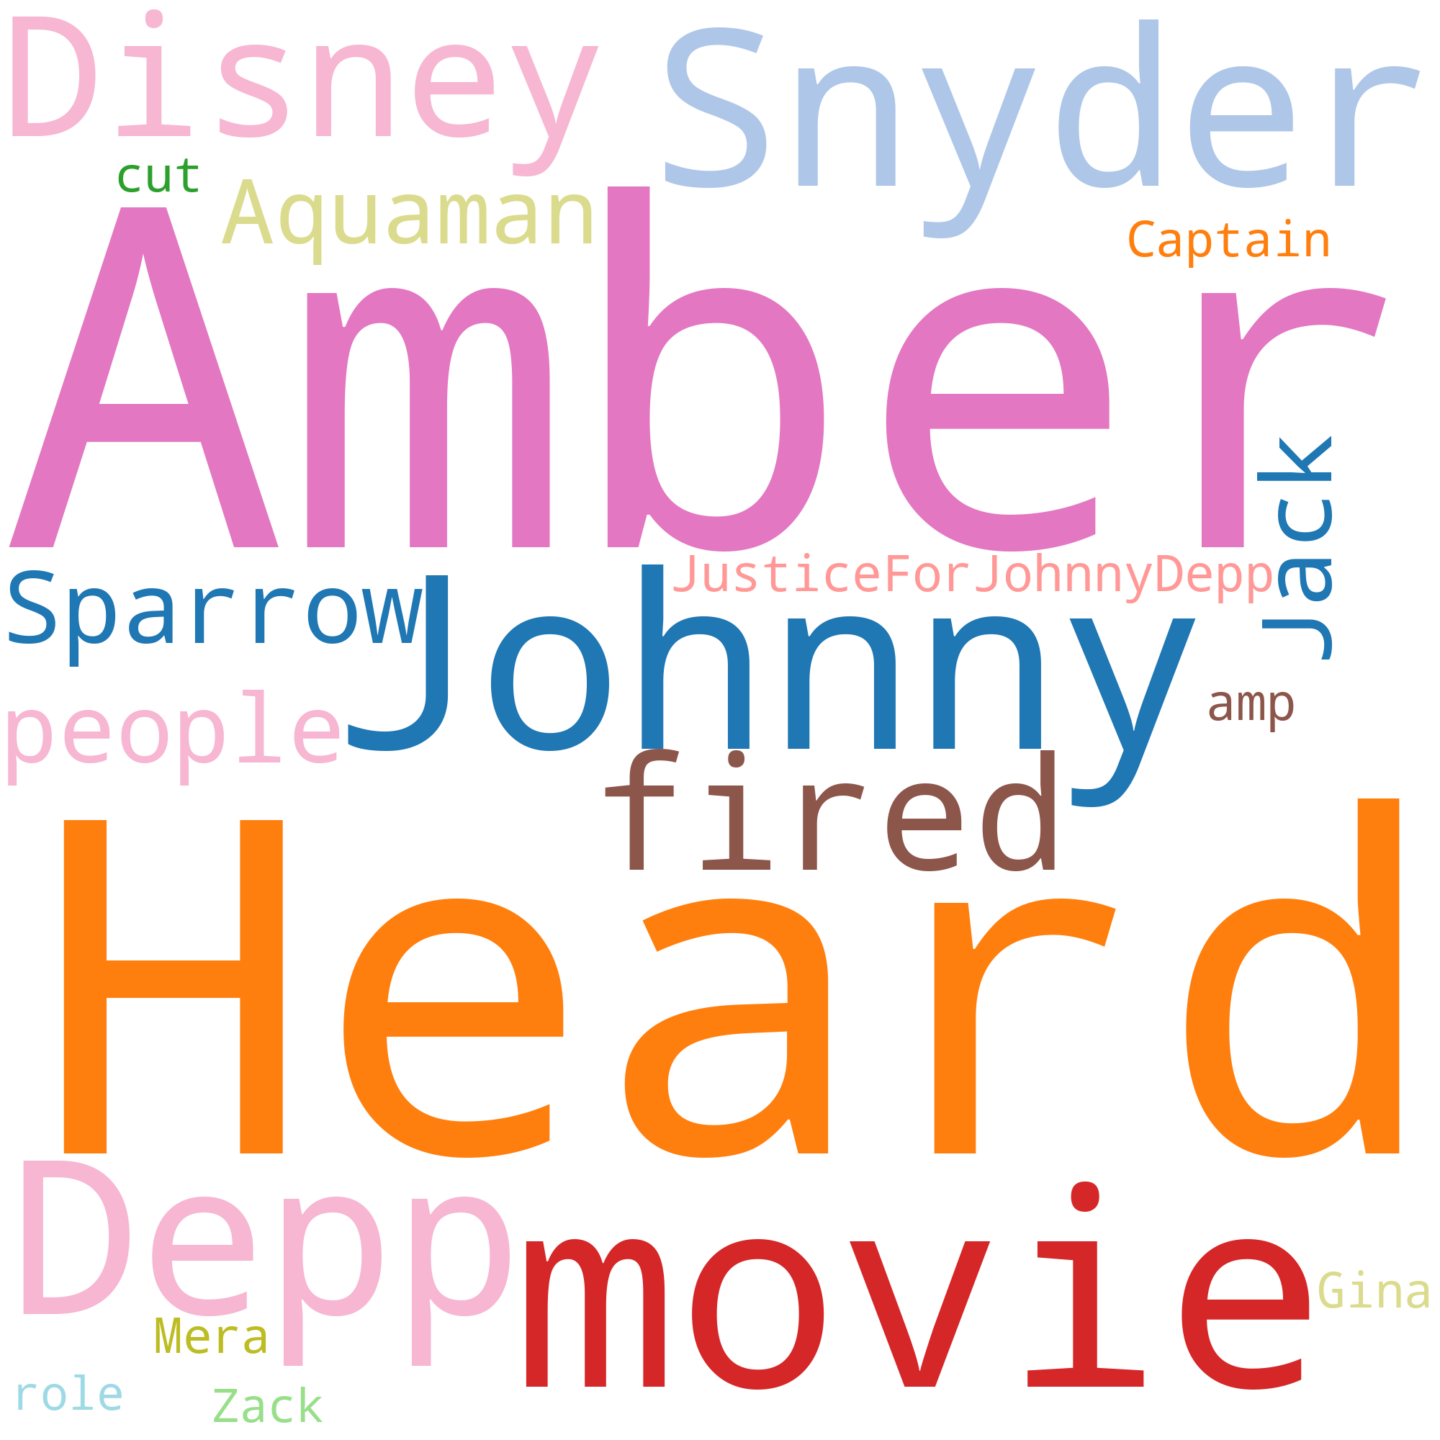 Disney
Snyder
cut
Aquaman
Captain
Amber
Jack
JusticeForJohnnyDepp
Sparrow
Johnny
people
amp
fired
Heard
Depp
movie
Gina
Mera
role
Zack